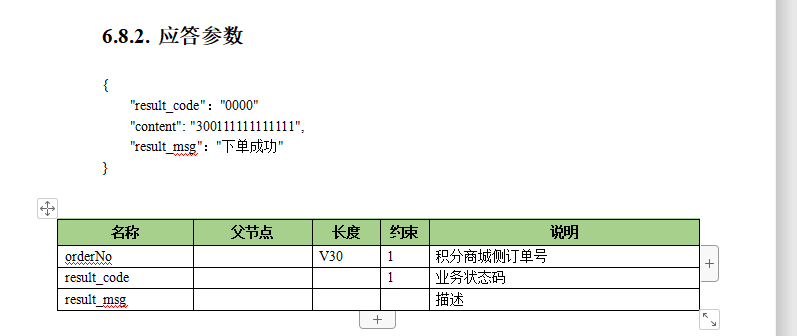 6.8.2. 应答参数
{
"result_code"："0000"
"content": "300111111111111",
"result_msg"："下单成功"
}
名称 父节点 长度 约束 说明
orderNo V30 1 积分商城侧订单号
result_code 1 业务状态码
result_msg 描述